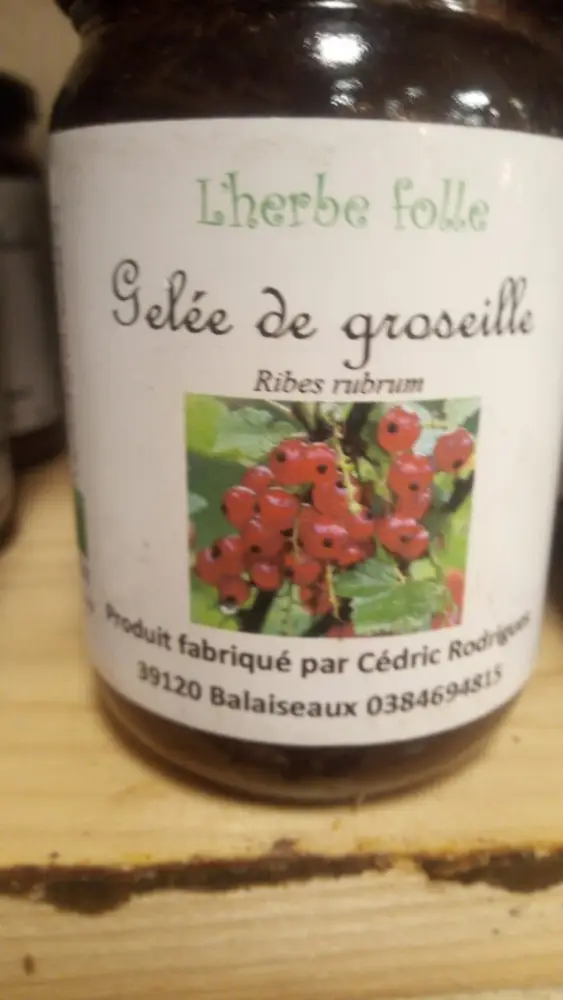 L'herbe folle
Gelée de groseille
Ribes rubrum
Produit fabriqué par Cédric Rodrigues
39120 Balaiseaux 0384694815